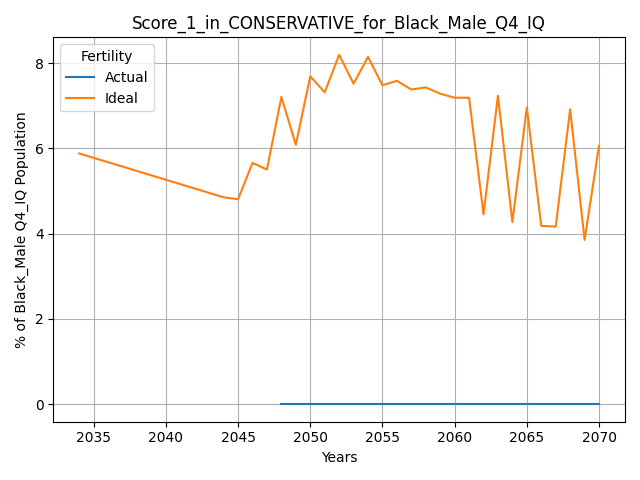 Score_1_in_CONSERVATIVE_for_Black_Male_Q4_IQ
Fertility
Actual
Ideal
% of Black_Male Q4_IQ Population
8
6
4
2
0
2035 2040 2045 2050 2055 2060 2065 2070
Years